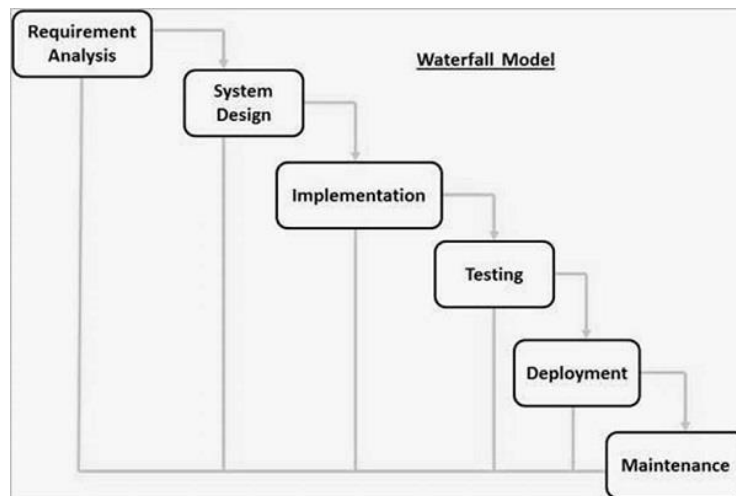 Requirement
Analysis
Waterfall Model
System
Design
Implementation
Testing
Deployment
Maintenance